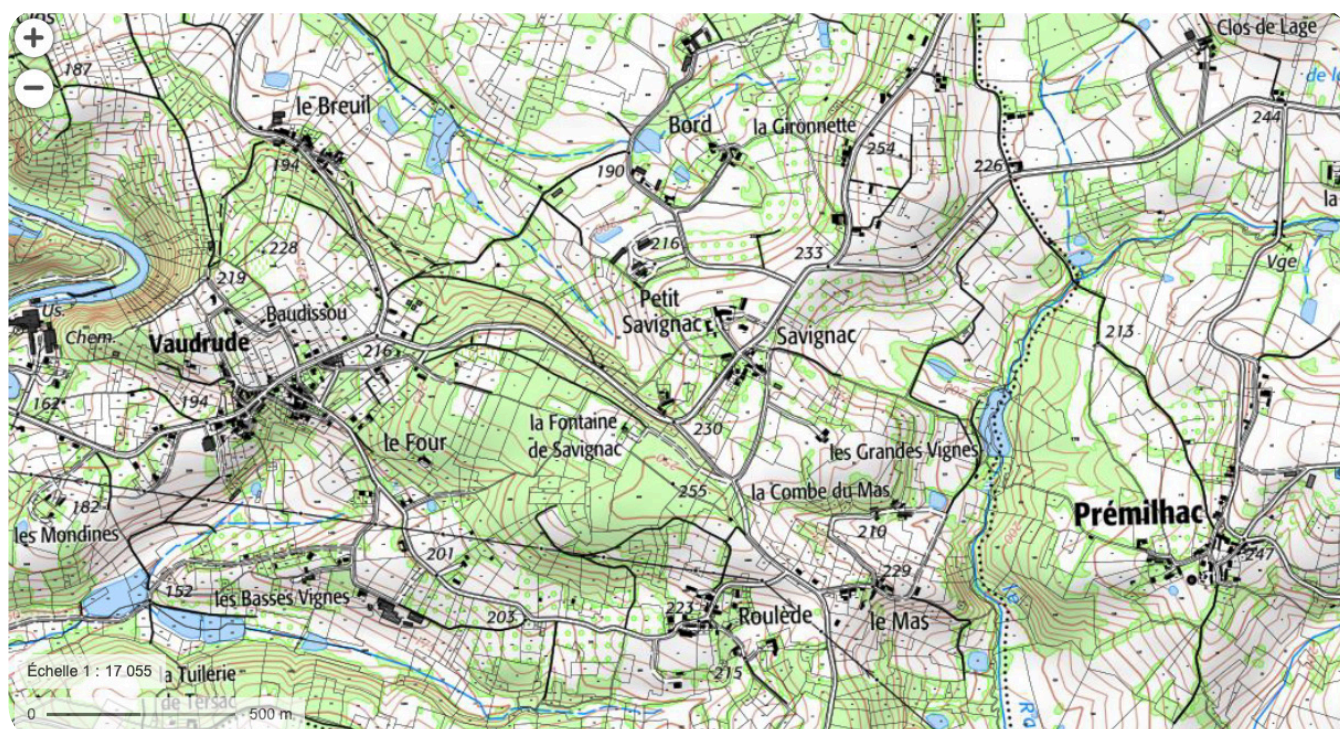 +
−
187
le Breuil
194
Bord
la Gironnette
254
190
Clos de Lage
244
226
228
219
216
233
Vge
Us.
Chem.
Baudissou
Vaudrude
216
Petit
Savignac
Savignac
213
162
194
le Four
la Fontaine
de Savignac
230
les Grandes Vignes
255
la Combe du Mas
182
les Mondines
201
210
Prémilhac
247
152
les Basses Vignes
203
223
Roulède
229
le Mas
215
Échelle 1 : 17 055
la Tuilerie
de Tersac
0
500 m